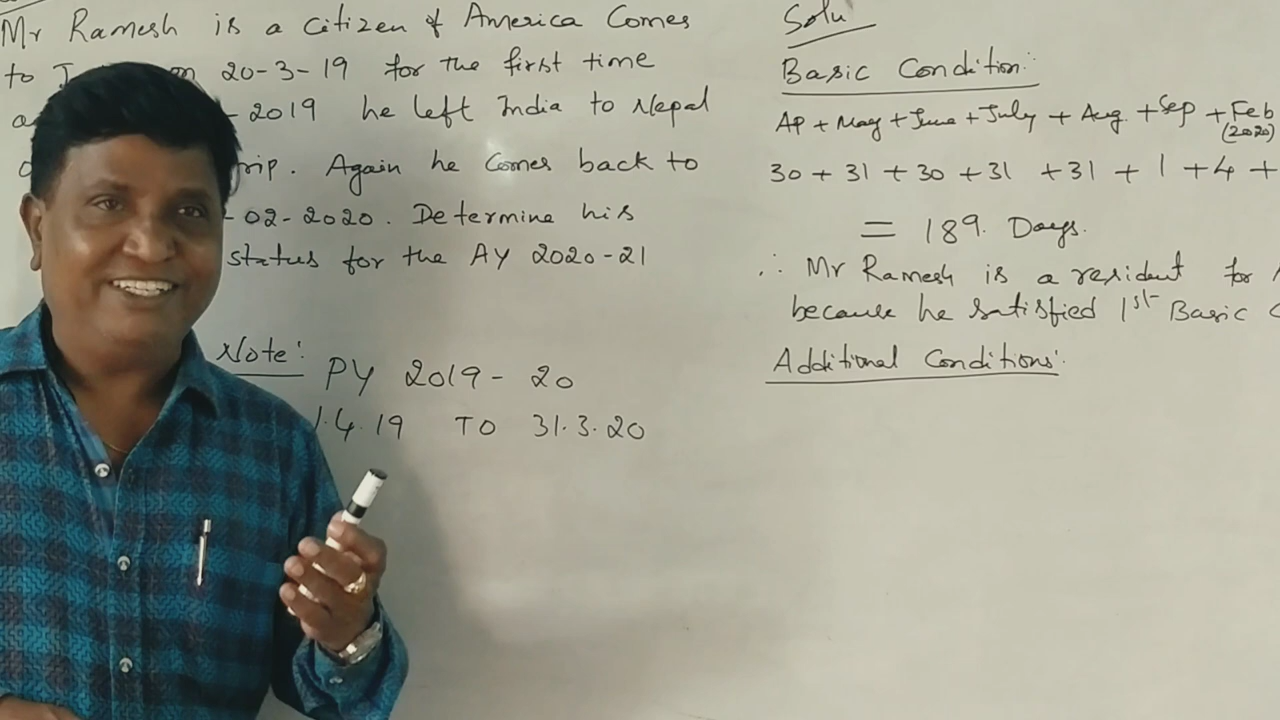 Mr Ramesh is a Citizen of America Comes
to on 20-3-19 for the first time
- 2019 he left India to Nepal
trip. Again he Comes back to
-02-2020. Determine his
status for the AY 2020-21
Note:
PY 2019-20
1.4.19 TO 31.3.20
Solu
Basic Condition:
AP + May + June + July + Aug + Sep + Feb
(2020)
30 + 31 + 30 + 31 + 31 + 1 + 4 +
= 189. Days.
∴ Mr Ramesh is a resident for
because he satisfied 1st Basic
Additional Conditions: